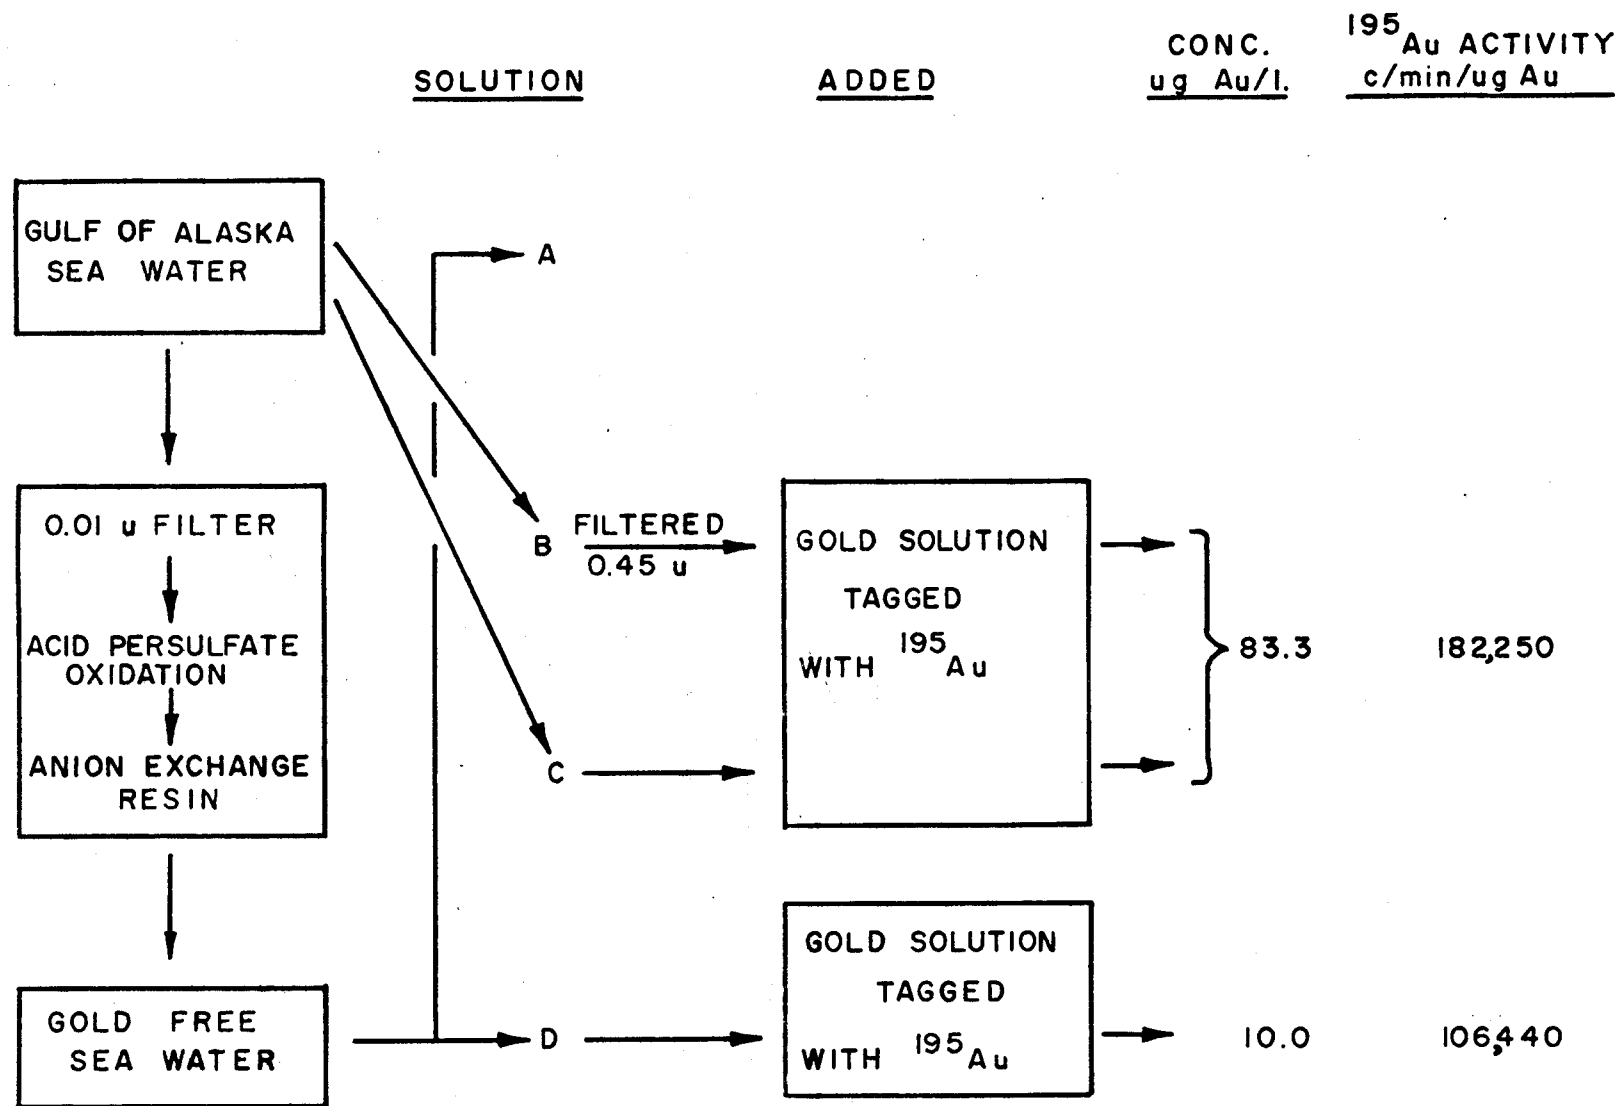 SOLUTION
ADDED
CONC.
ug Au/l.
195Au ACTIVITY
c/min/ug Au
GULF OF ALASKA
SEA WATER
A
0.01 u FILTER
ACID PERSULFATE
OXIDATION
ANION EXCHANGE
RESIN
B
FILTERED
0.45 u
C
GOLD SOLUTION
TAGGED
WITH 195Au
83.3
182,250
GOLD FREE
SEA WATER
D
GOLD SOLUTION
TAGGED
WITH 195Au
10.0
106,440